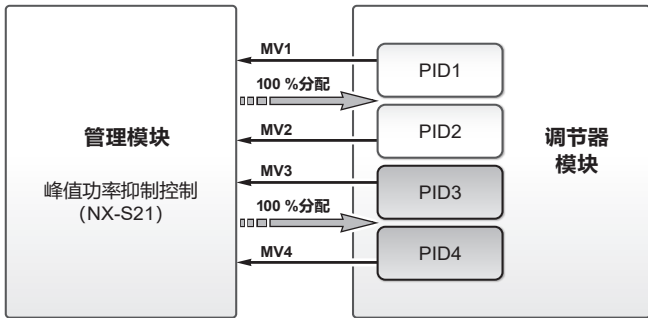 管理模块
峰值功率抑制控制
（NX-S21）
MV1
100 %分配
MV2
MV3
100 %分配
MV4
PID1
PID2
PID3
PID4
调节器
模块